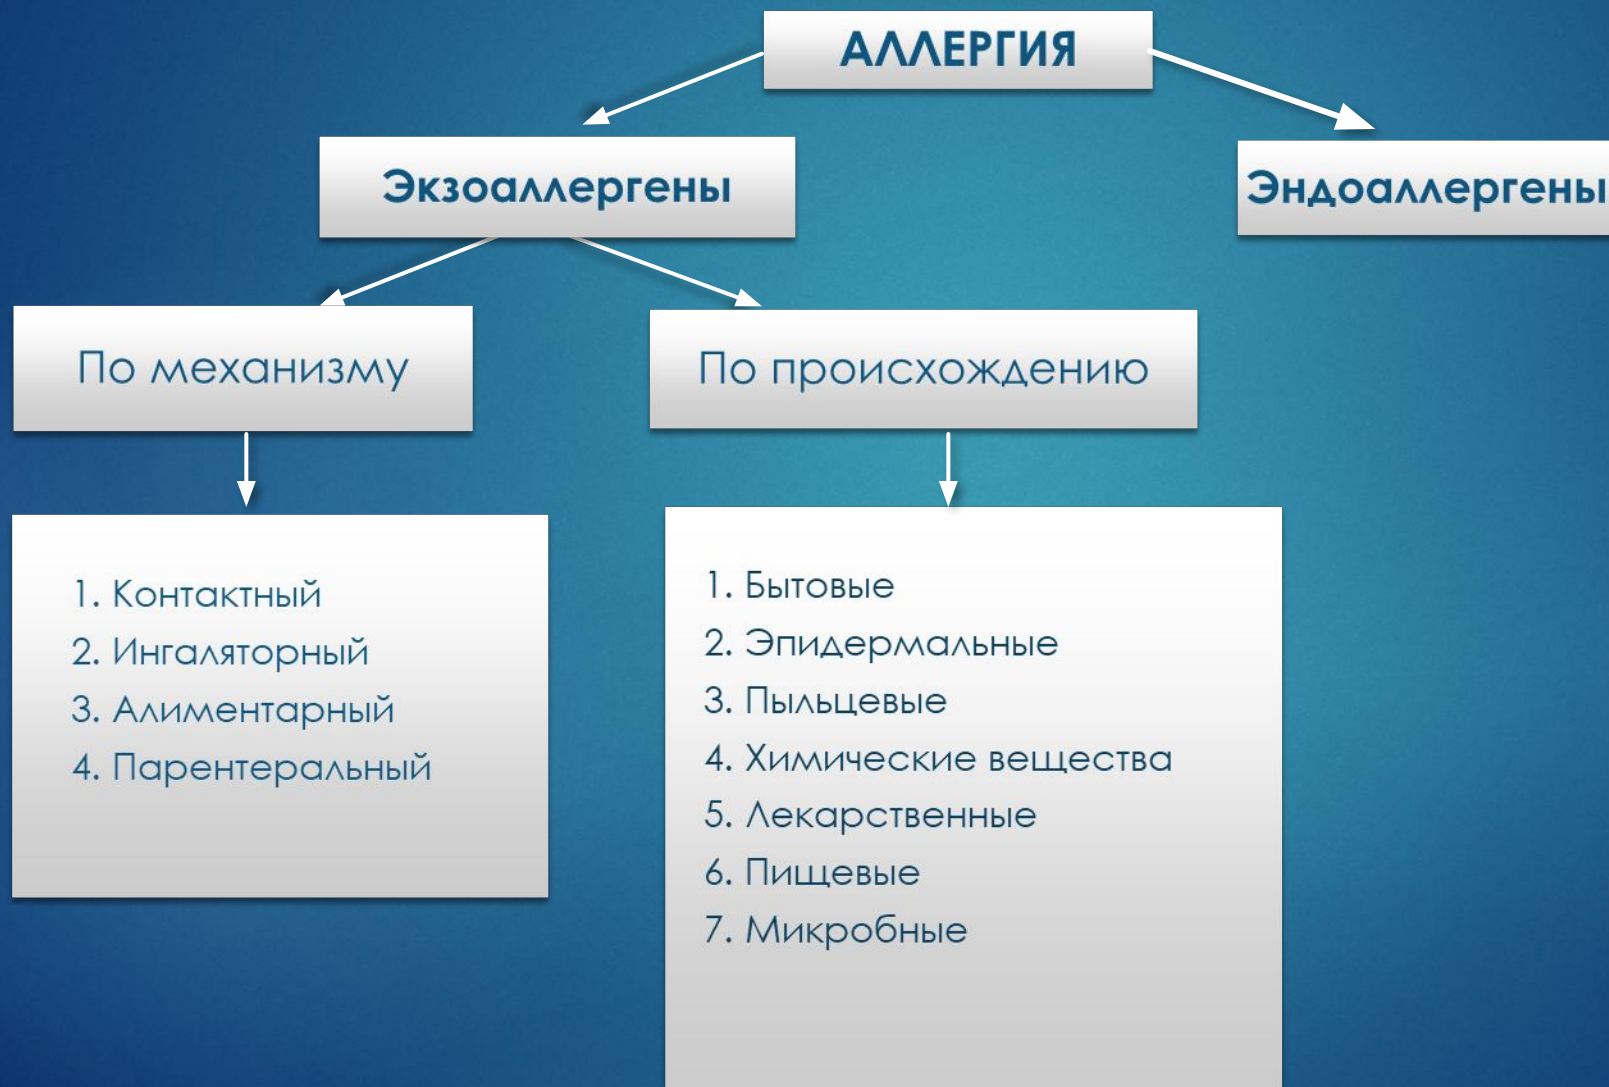 АЛЛЕРГИЯ
Экзоаллергены
Эндоаллергены
По механизму
По происхождению
1. Контактный
2. Ингаляторный
3. Алиментарный
4. Парентеральный
1. Бытовые
2. Эпидермальные
3. Пыльцевые
4. Химические вещества
5. Лекарственные
6. Пищевые
7. Микробные